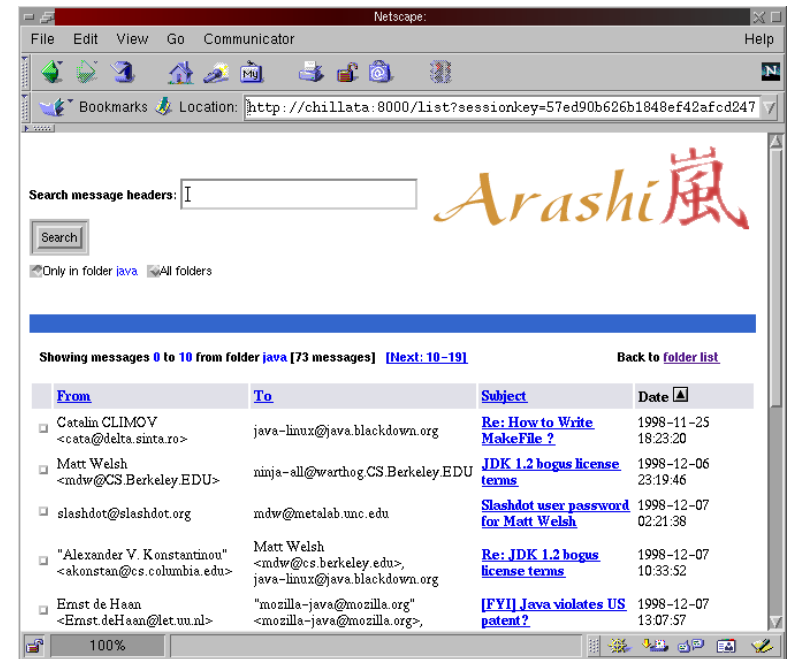 Netscape:
File Edit View Go Communicator Help
My N
Bookmarks Location: http://chillata:8000/list?sessionkey=57ed90b626b1848ef42afcd247
Arashi嵐
Search message headers:
Search
Only in folder java All folders
Showing messages 0 to 10 from folder java [73 messages] [Next: 10-19] Back to folder list
From To Subject Date
Catalin CLIMOV <cata@delta.sinta.ro> java-linux@java.blackdown.org Re: How to Write MakeFile ? 1998-11-25 18:23:20
Matt Welsh <mdw@CS.Berkeley.EDU> ninja-all@warthog.CS.Berkeley.EDU JDK 1.2 bogus license terms 1998-12-06 23:19:46
slashdot@slashdot.org mdw@metalab.unc.edu Slashdot user password for Matt Welsh 1998-12-07 02:21:38
"Alexander V. Konstantinou" <akonstan@cs.columbia.edu> Matt Welsh <mdw@cs.berkeley.edu>, java-linux@java.blackdown.org Re: JDK 1.2 bogus license terms 1998-12-07 10:33:52
Ernst de Haan <Ernst.deHaan@let.uu.nl> "mozilla-java@mozilla.org" <mozilla-java@mozilla.org>, [FYI] Java violates US patent? 1998-12-07 13:07:57
100%